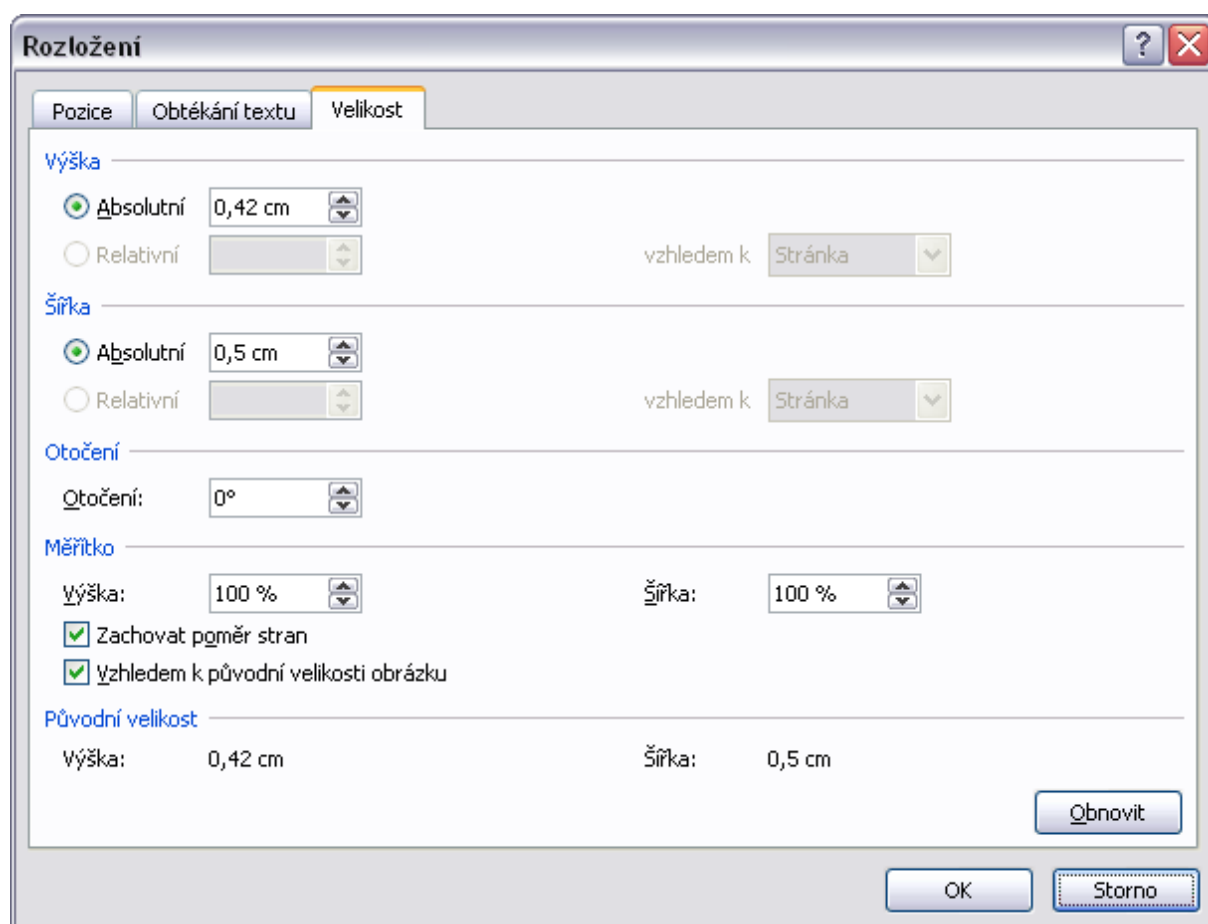 Rozložení
Pozice Obtékání textu Velikost
Výška
Absolutní 0,42 cm
Relativní vzhledem k Stránka
Šířka
Absolutní 0,5 cm
Relativní vzhledem k Stránka
Otočení
Otočení: 0°
Měřítko
Výška: 100 % Šířka: 100 %
Zachovat poměr stran
Vzhledem k původní velikosti obrázku
Původní velikost
Výška: 0,42 cm Šířka: 0,5 cm
Obnovit
OK Storno